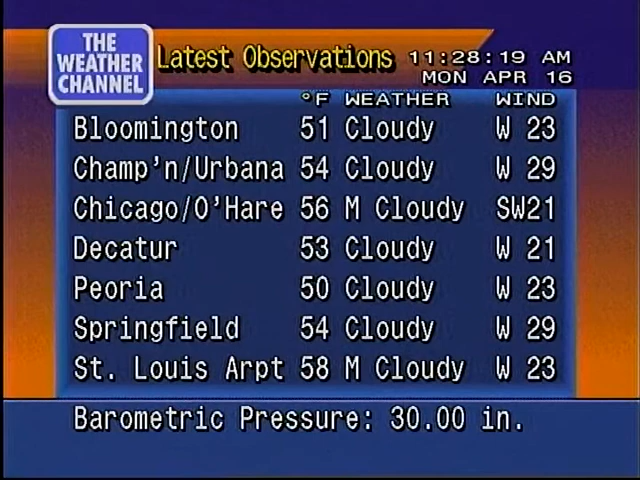 THE
WEATHER
CHANNEL
Latest Observations 11:28:19 AM
MON APR 16
°F WEATHER WIND
Bloomington 51 Cloudy W 23
Champ'n/Urbana 54 Cloudy W 29
Chicago/O'Hare 56 M Cloudy SW21
Decatur 53 Cloudy W 21
Peoria 50 Cloudy W 23
Springfield 54 Cloudy W 29
St. Louis Arpt 58 M Cloudy W 23
Barometric Pressure: 30.00 in.